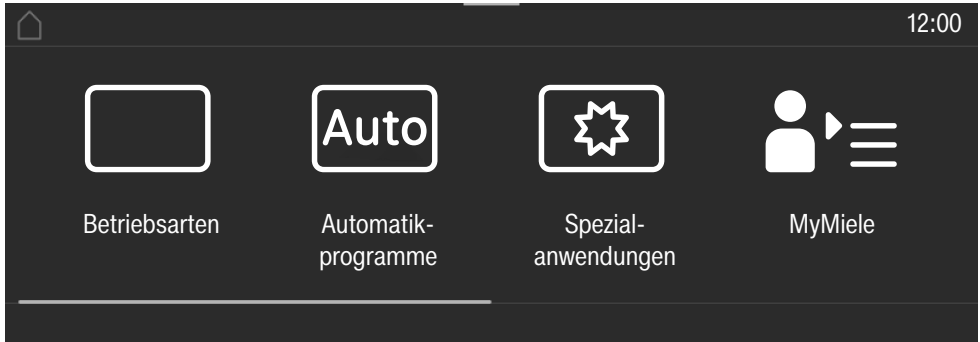 12:00
Auto
Betriebsarten
Automatik-
programme
Spezial-
anwendungen
MyMiele